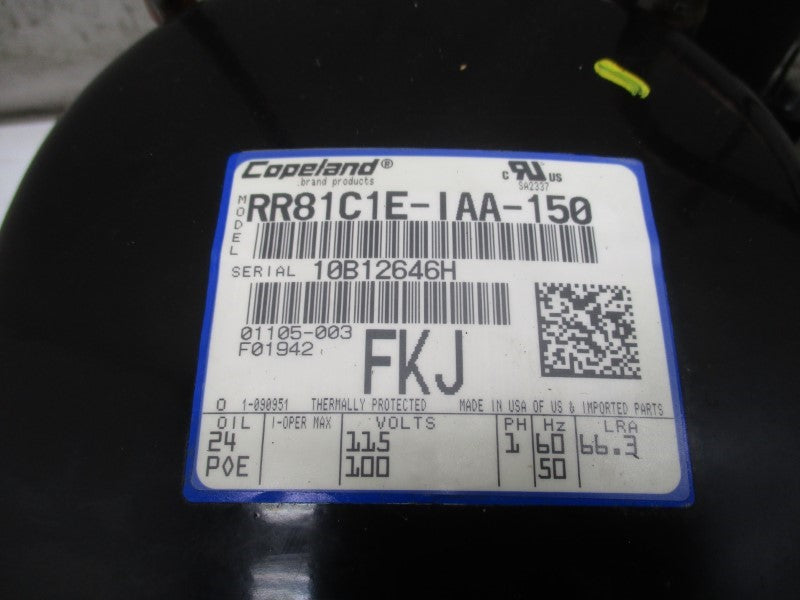 Copeland®
brand products
C RU US
SA2337
MODEL RR81C1E-IAA-150
SERIAL 10B12646H
01105-003
F01942
FKJ
O 1-090951 THERMALLY PROTECTED MADE IN USA OF US & IMPORTED PARTS
OIL I-OPER MAX VOLTS PH Hz LRA
24 115 1 60 66.3
POE 100 50